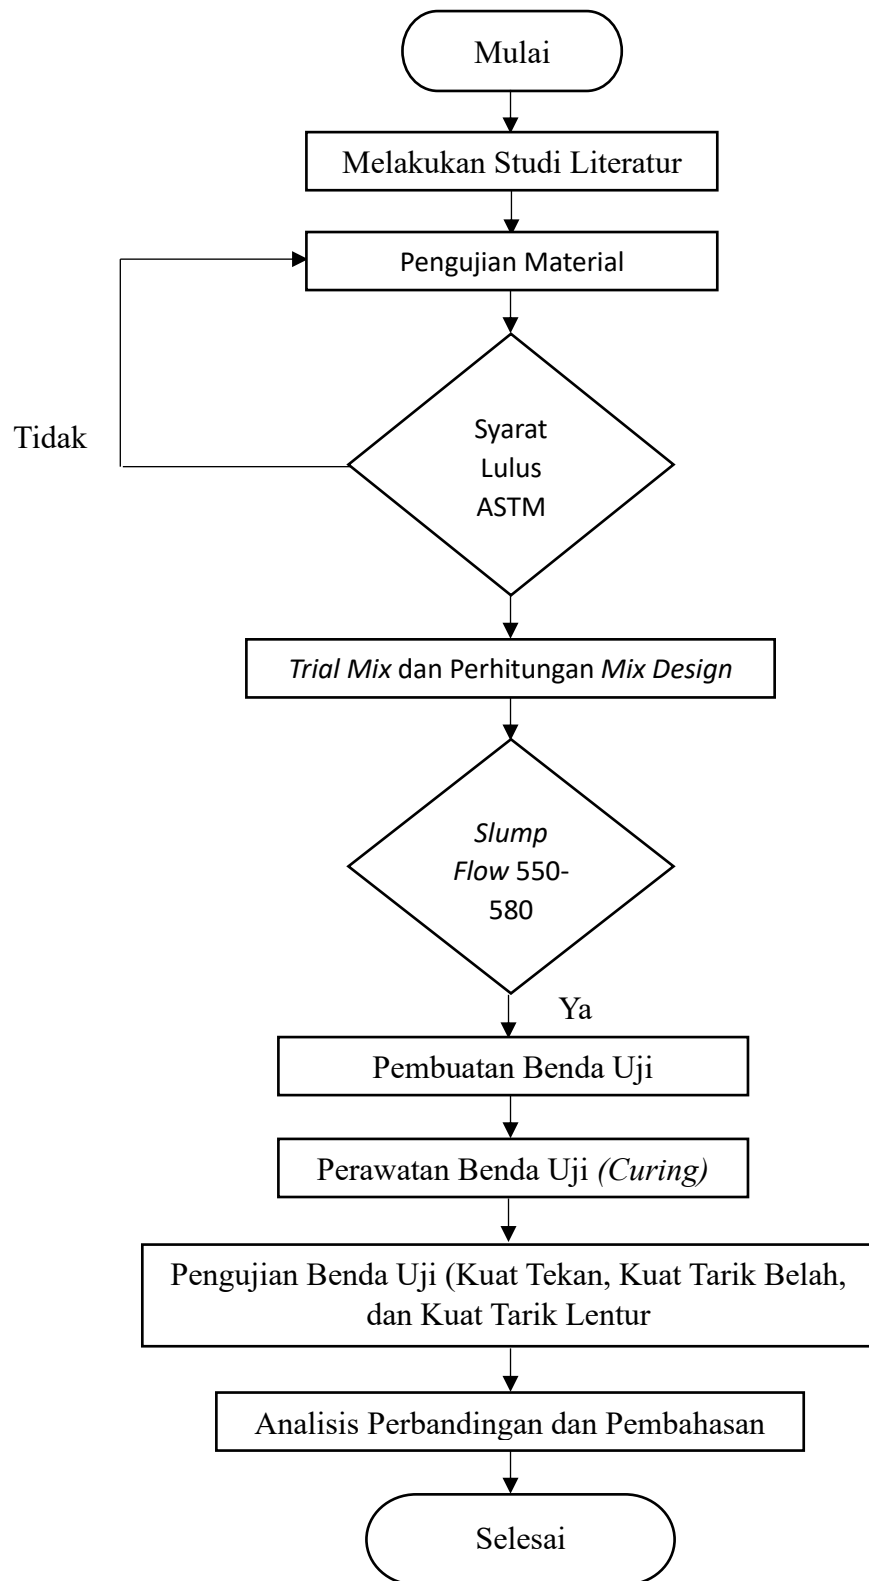 Mulai
Melakukan Studi Literatur
Pengujian Material
Tidak
Syarat
Lulus
ASTM
Trial Mix dan Perhitungan Mix Design
Slump
Flow 550-
580
Ya
Pembuatan Benda Uji
Perawatan Benda Uji (Curing)
Pengujian Benda Uji (Kuat Tekan, Kuat Tarik Belah,
dan Kuat Tarik Lentur
Analisis Perbandingan dan Pembahasan
Selesai